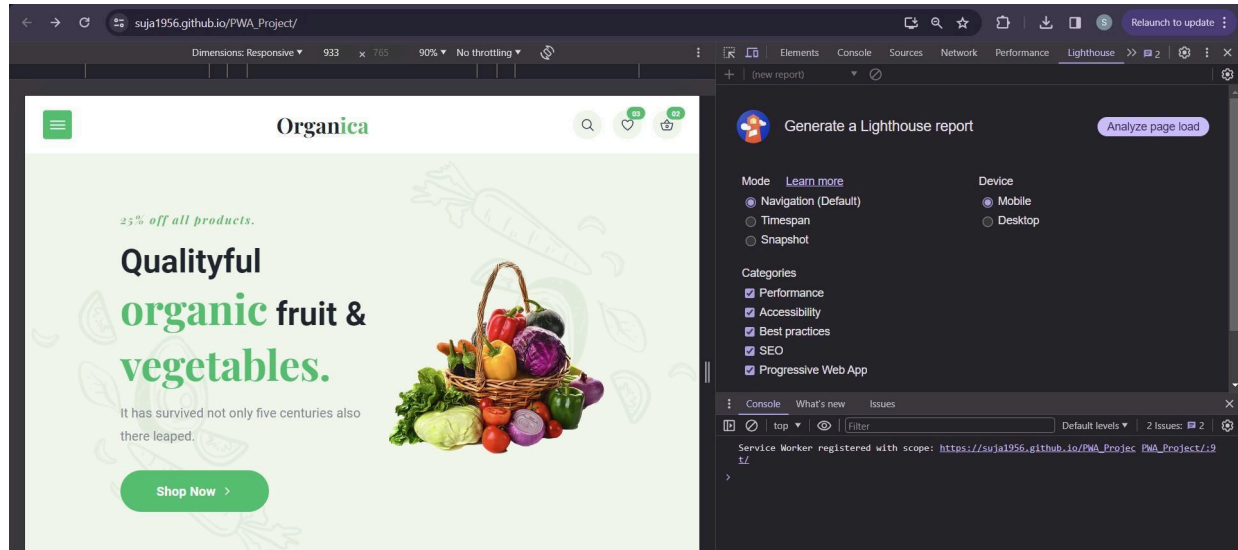 suja1956.github.io/PWA_Project/
S
Relaunch to update
Dimensions: Responsive 933 x 765 90% No throttling
Elements Console Sources Network Performance Lighthouse 2
(new report)
Organica
03
02
25% off all products.
Qualityful
organic fruit &
vegetables.
It has survived not only five centuries also
there leaped.
Shop Now
Generate a Lighthouse report
Analyze page load
Mode Learn more Device
Navigation (Default) Mobile
Timespan Desktop
Snapshot
Categories
Performance
Accessibility
Best practices
SEO
Progressive Web App
Console What's new Issues
top Filter Default levels 2 Issues: 2
Service Worker registered with scope: https://suja1956.github.io/PWA_Projec PWA_Project/:9
t/